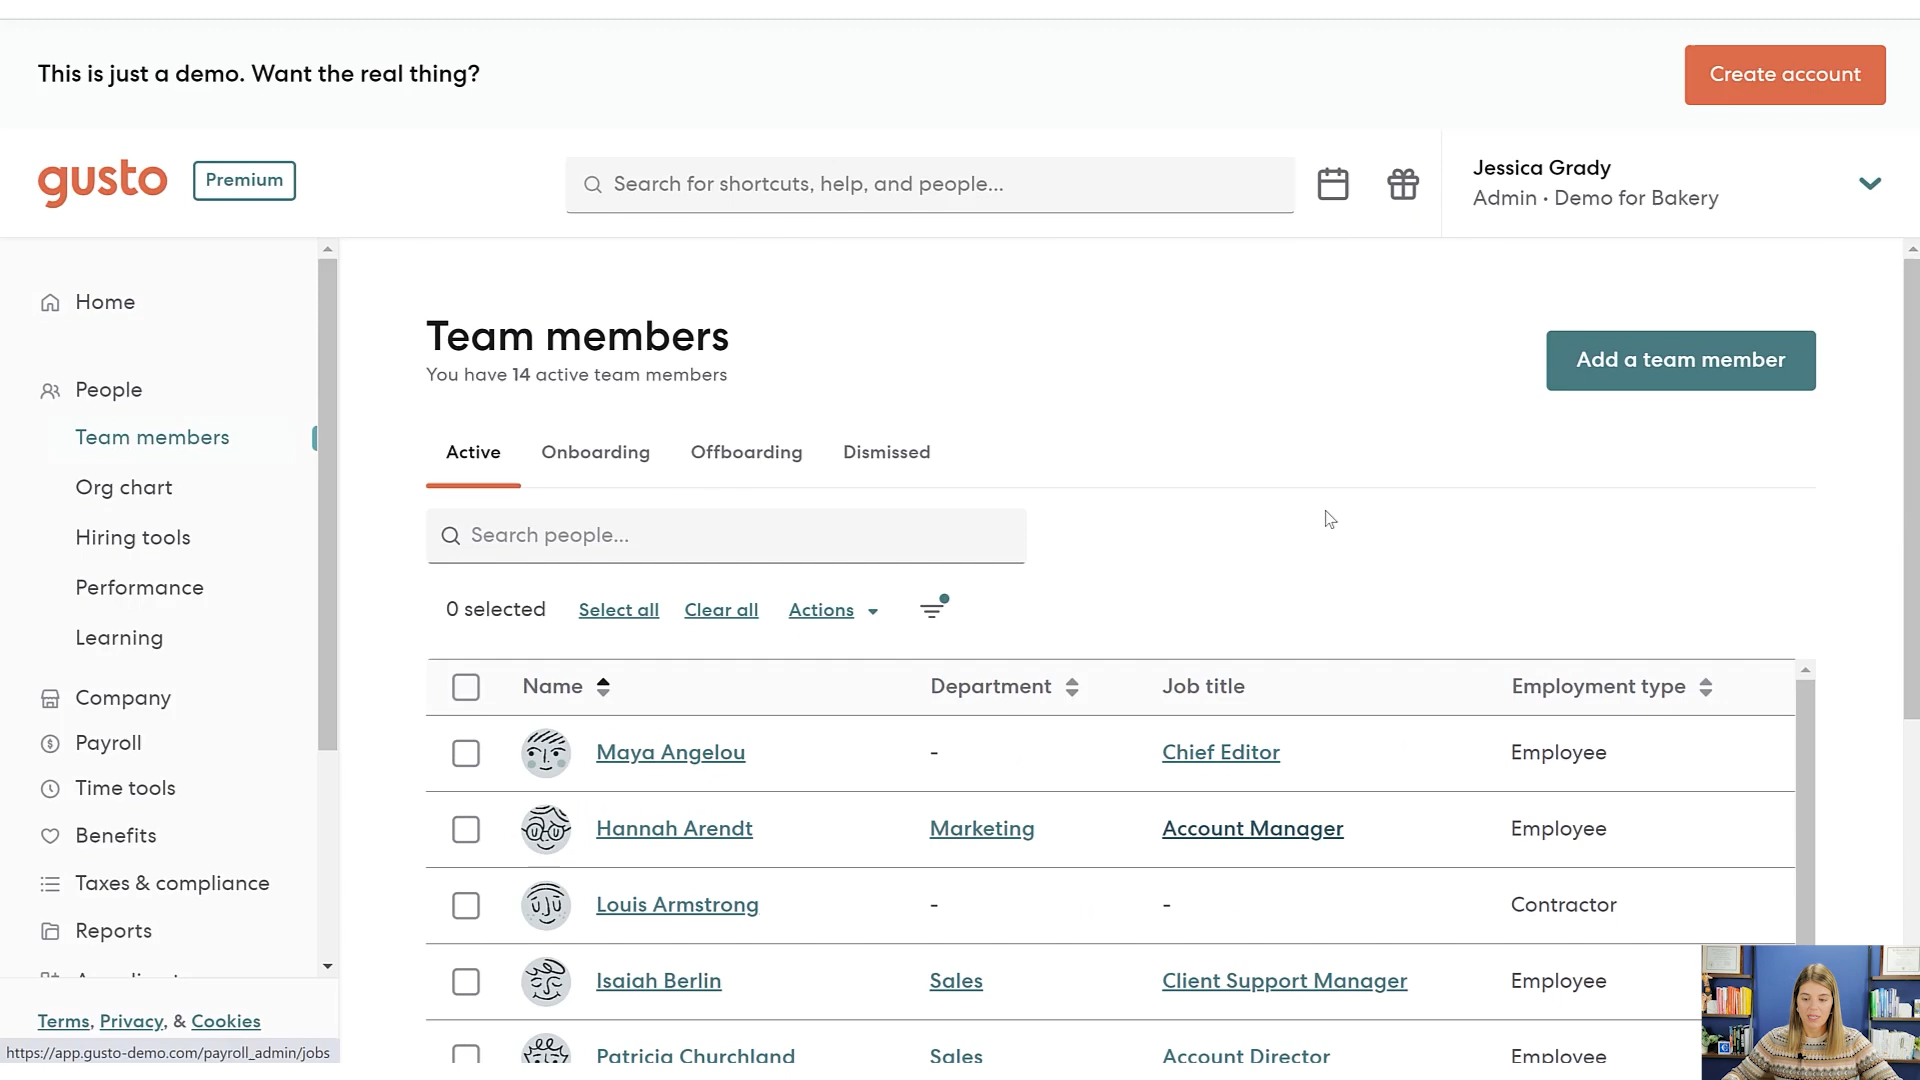 This is just a demo. Want the real thing?
Create account
gusto
Premium
Search for shortcuts, help, and people...
Jessica Grady
Admin • Demo for Bakery
Home
People
Team members
Org chart
Hiring tools
Performance
Learning
Company
Payroll
Time tools
Benefits
Taxes & compliance
Reports
Terms, Privacy, & Cookies
https://app.gusto-demo.com/payroll_admin/jobs
Team members
You have 14 active team members
Add a team member
Active Onboarding Offboarding Dismissed
Search people...
0 selected Select all Clear all Actions
Name Department Job title Employment type
Maya Angelou - Chief Editor Employee
Hannah Arendt Marketing Account Manager Employee
Louis Armstrong - - Contractor
Isaiah Berlin Sales Client Support Manager Employee
Patricia Churchland Sales Account Director Employee